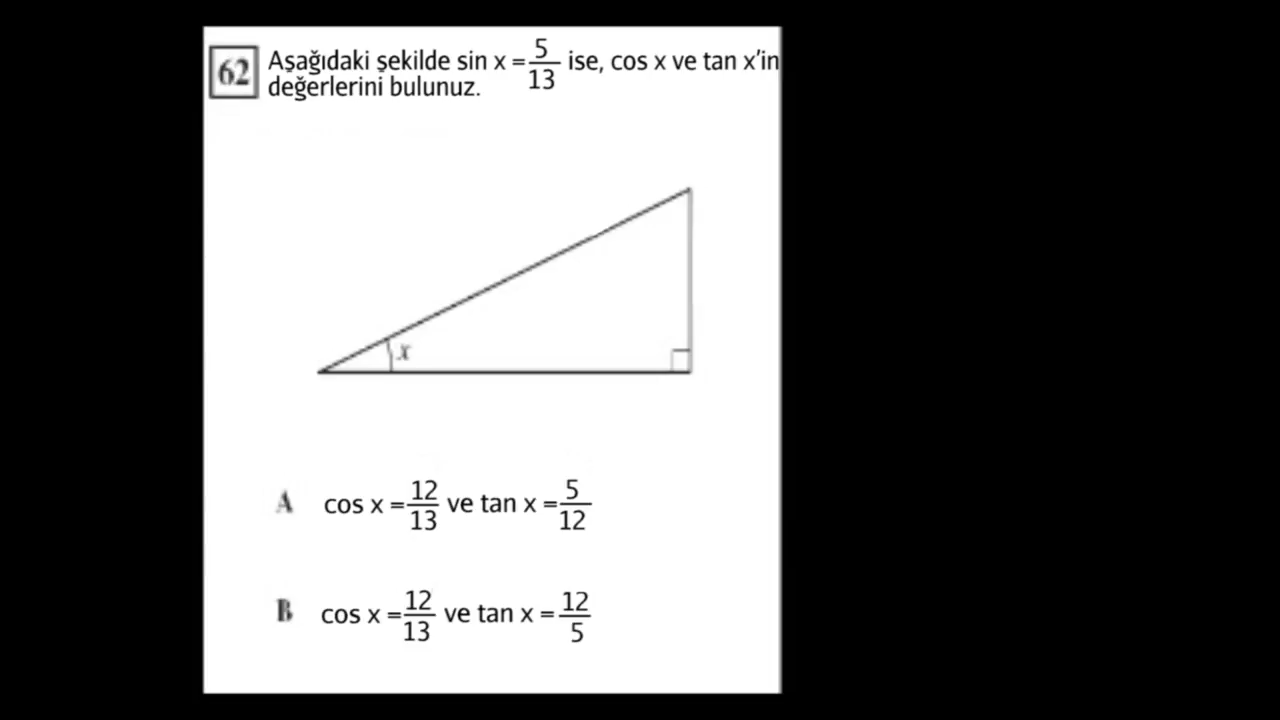 62 Aşağıdaki şekilde sin x = 5/13 ise, cos x ve tan x'in
değerlerini bulunuz.
x
A cos x = 12/13 ve tan x = 5/12
B cos x = 12/13 ve tan x = 12/5